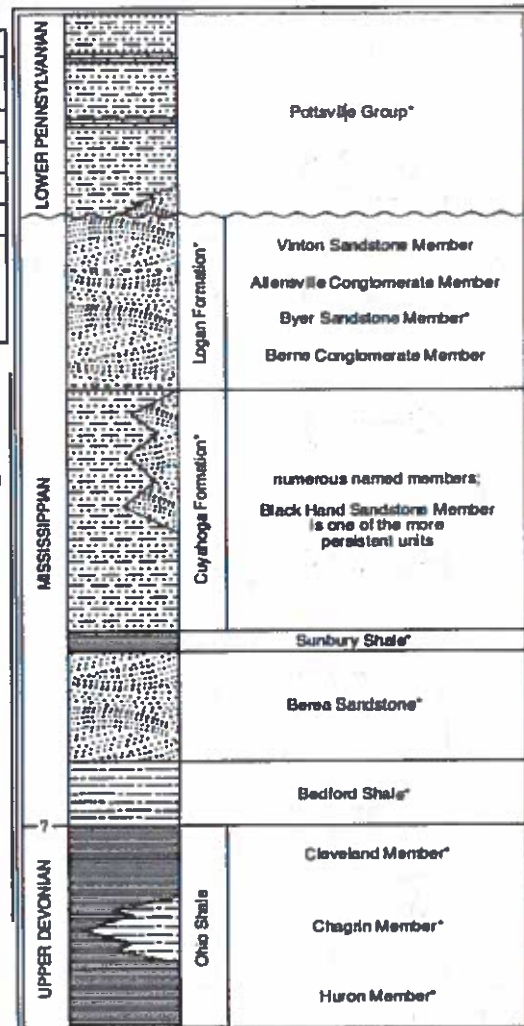 LOWER PENNSYLVANIAN
Pottsville Group*
MISSISSIPPIAN
Logan Formation*
Vinton Sandstone Member
Allensville Conglomerate Member
Byer Sandstone Member*
Berne Conglomerate Member
Cuyahoga Formation*
numerous named members;
Black Hand Sandstone Member
is one of the more
persistent units
Sunbury Shale*
Berea Sandstone*
Bedford Shale*
?
UPPER DEVONIAN
Ohio Shale
Cleveland Member*
Chagrin Member*
Huron Member*